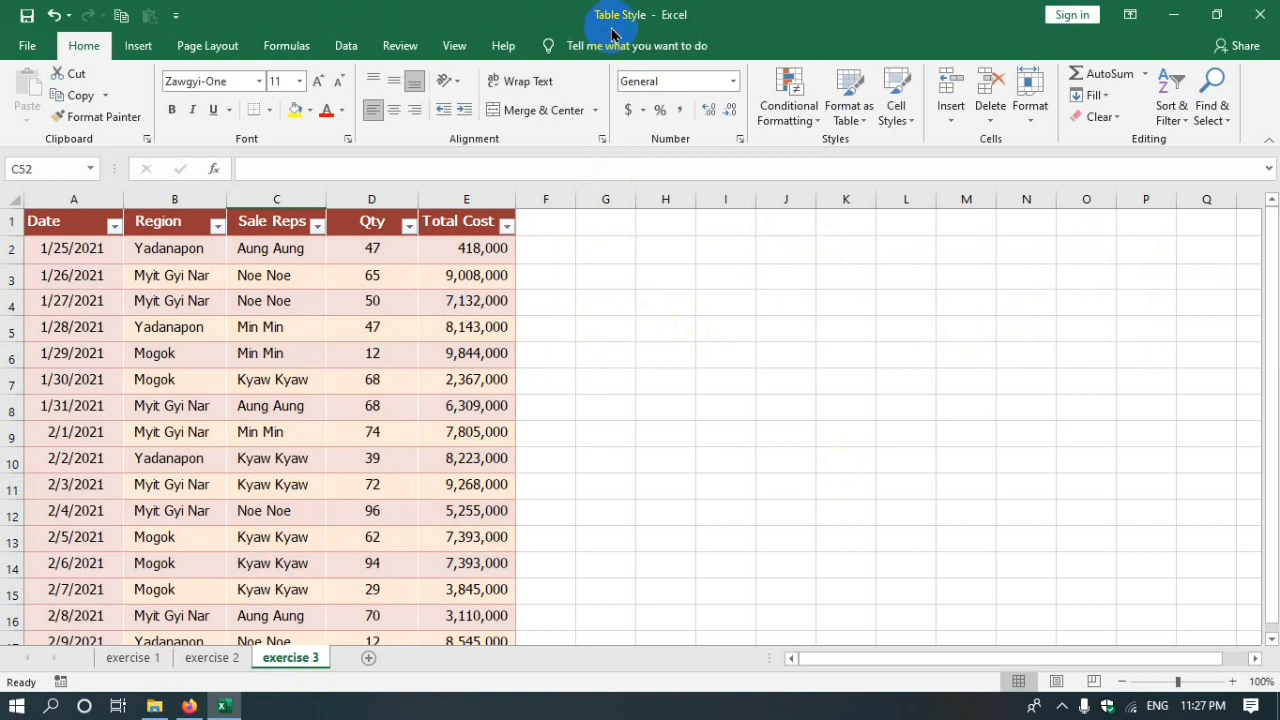 Table Style - Excel
Sign in
File Home Insert Page Layout Formulas Data Review View Help Tell me what you want to do Share
Paste Cut Copy Format Painter Clipboard
Zawgyi-One 11 B I U Font
Wrap Text Merge & Center Alignment
General $ % , Number
Conditional Formatting Format as Table Cell Styles Styles
Insert Delete Format Cells
AutoSum Fill Clear Sort & Filter Find & Select Editing
C52 fx
A B C D E F G H I J K L M N O P Q
1 Date Region Sale Reps Qty Total Cost
2 1/25/2021 Yadanapon Aung Aung 47 418,000
3 1/26/2021 Myit Gyi Nar Noe Noe 65 9,008,000
4 1/27/2021 Myit Gyi Nar Noe Noe 50 7,132,000
5 1/28/2021 Yadanapon Min Min 47 8,143,000
6 1/29/2021 Mogok Min Min 12 9,844,000
7 1/30/2021 Mogok Kyaw Kyaw 68 2,367,000
8 1/31/2021 Myit Gyi Nar Aung Aung 68 6,309,000
9 2/1/2021 Myit Gyi Nar Min Min 74 7,805,000
10 2/2/2021 Yadanapon Kyaw Kyaw 39 8,223,000
11 2/3/2021 Myit Gyi Nar Kyaw Kyaw 72 9,268,000
12 2/4/2021 Myit Gyi Nar Noe Noe 96 5,255,000
13 2/5/2021 Mogok Kyaw Kyaw 62 7,393,000
14 2/6/2021 Mogok Kyaw Kyaw 94 7,393,000
15 2/7/2021 Mogok Kyaw Kyaw 29 3,845,000
16 2/8/2021 Myit Gyi Nar Aung Aung 70 3,110,000
2/9/2021 Yadanapon Noe Noe 12 8,545,000
exercise 1 exercise 2 exercise 3
Ready 100%
ENG 11:27 PM